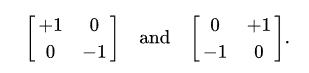 [ +1 0 ] and [ 0 +1 ]
[ 0 −1 ] [ −1 0 ].